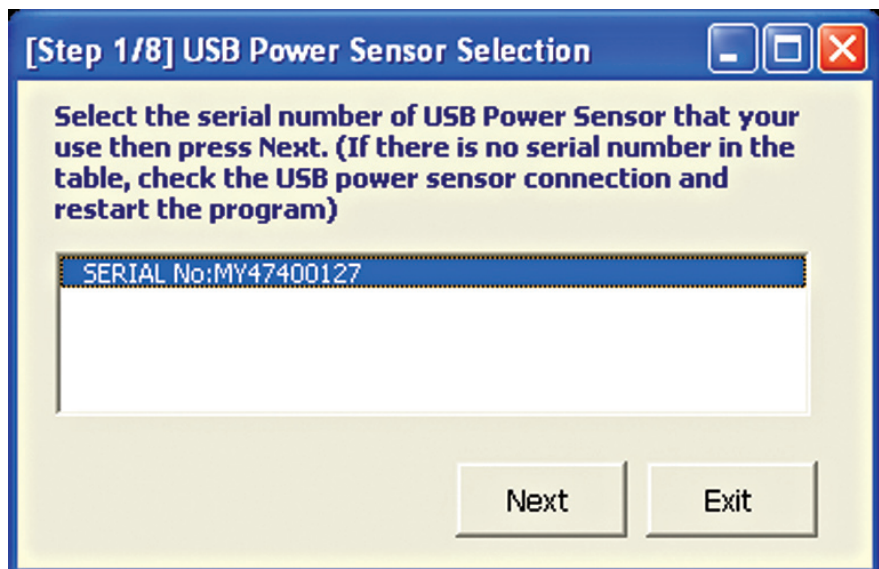 [Step 1/8] USB Power Sensor Selection
Select the serial number of USB Power Sensor that your
use then press Next. (If there is no serial number in the
table, check the USB power sensor connection and
restart the program)
SERIAL No:MY47400127
Next Exit